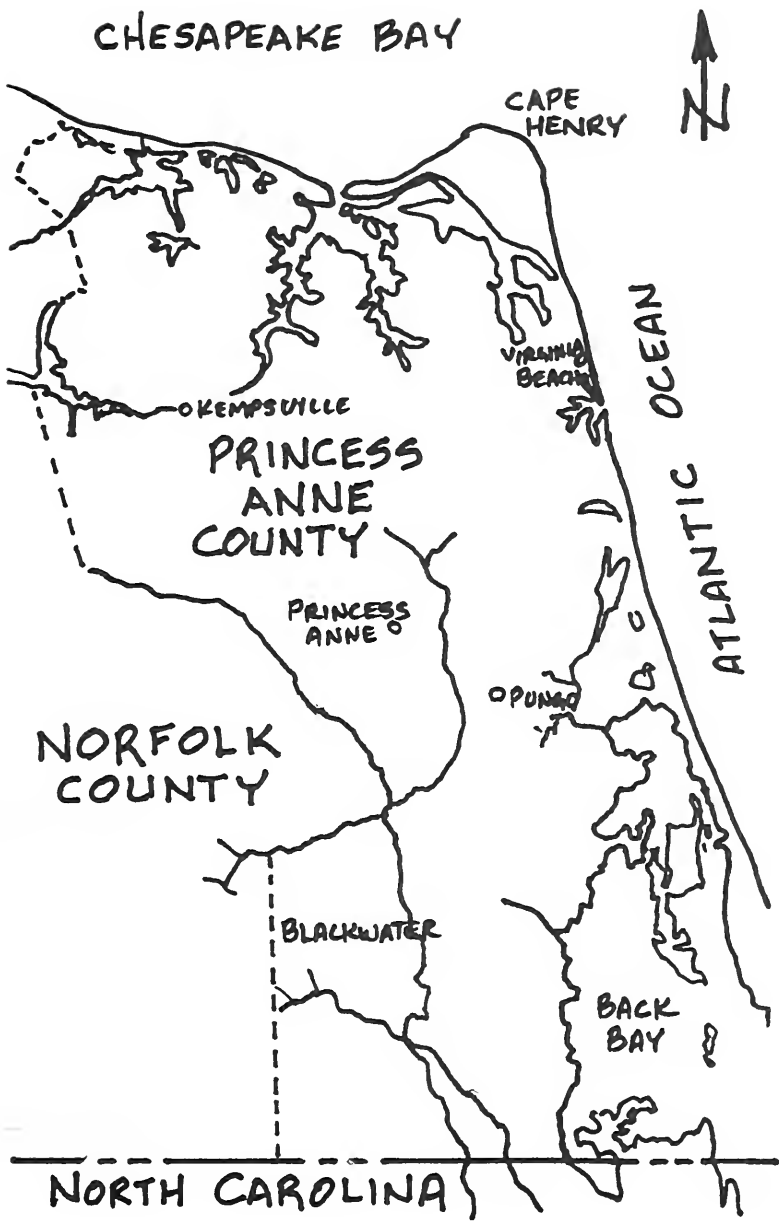 CHESAPEAKE BAY
N
CAPE
HENRY
VIRGINIA
BEACH
ATLANTIC OCEAN
KEMPSVILLE
PRINCESS
ANNE
COUNTY
PRINCESS
ANNE
PUNGO
NORFOLK
COUNTY
BLACKWATER
BACK
BAY
NORTH CAROLINA